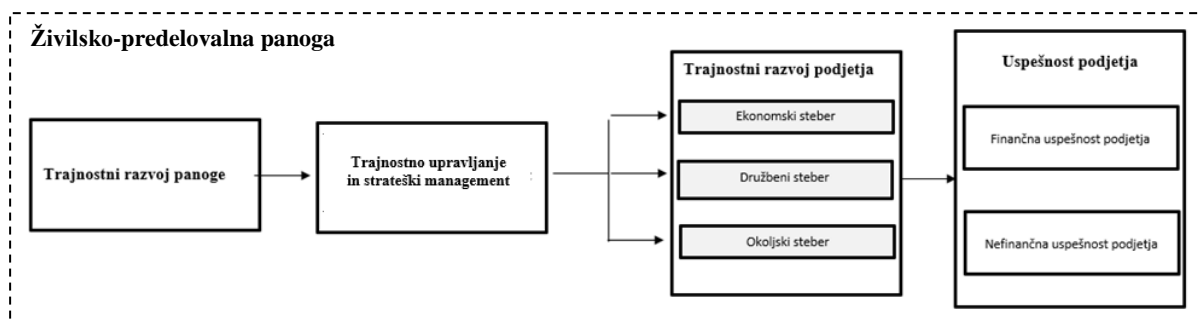 Živilsko-predelovalna panoga
Trajnostni razvoj panoge
Trajnostno upravljanje
in strateški management
Trajnostni razvoj podjetja
Ekonomski steber
Družbeni steber
Okoljski steber
Uspešnost podjetja
Finančna uspešnost podjetja
Nefinančna uspešnost podjetja